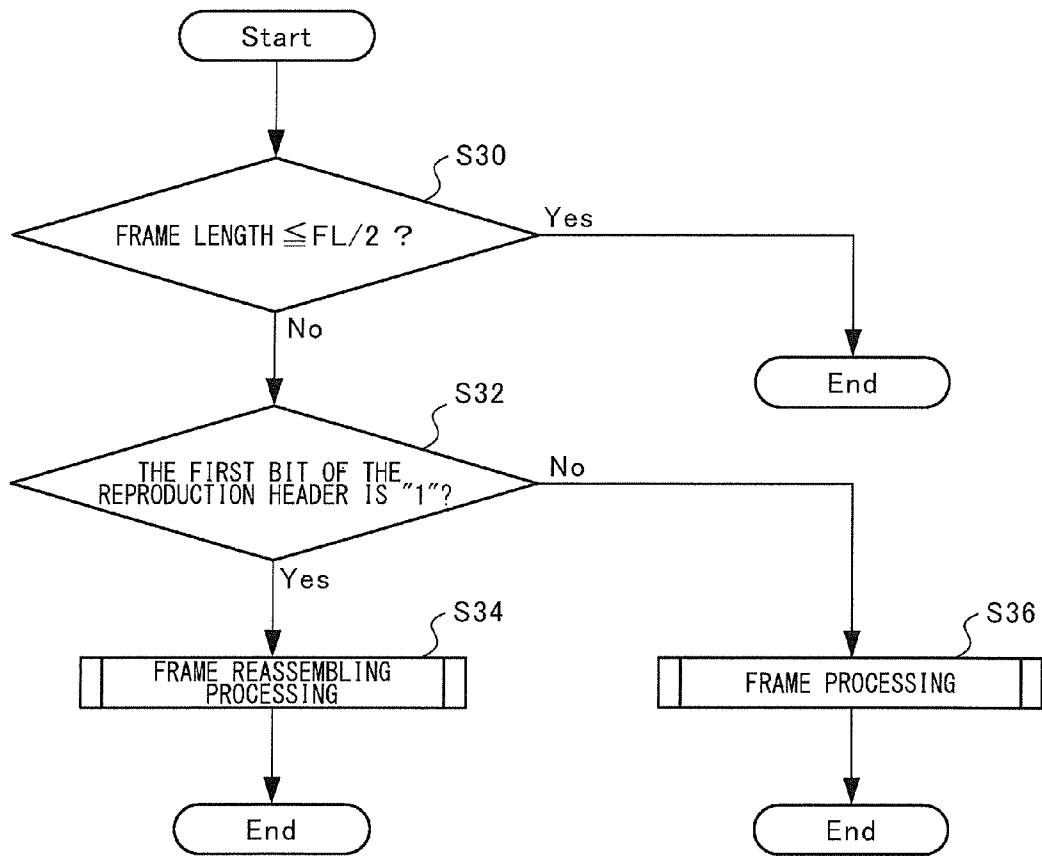 Start
S30
FRAME LENGTH ≦FL/2 ?
Yes
No
End
S32
THE FIRST BIT OF THE
REPRODUCTION HEADER IS "1"?
No
Yes
S34
S36
FRAME REASSEMBLING
PROCESSING
FRAME PROCESSING
End
End